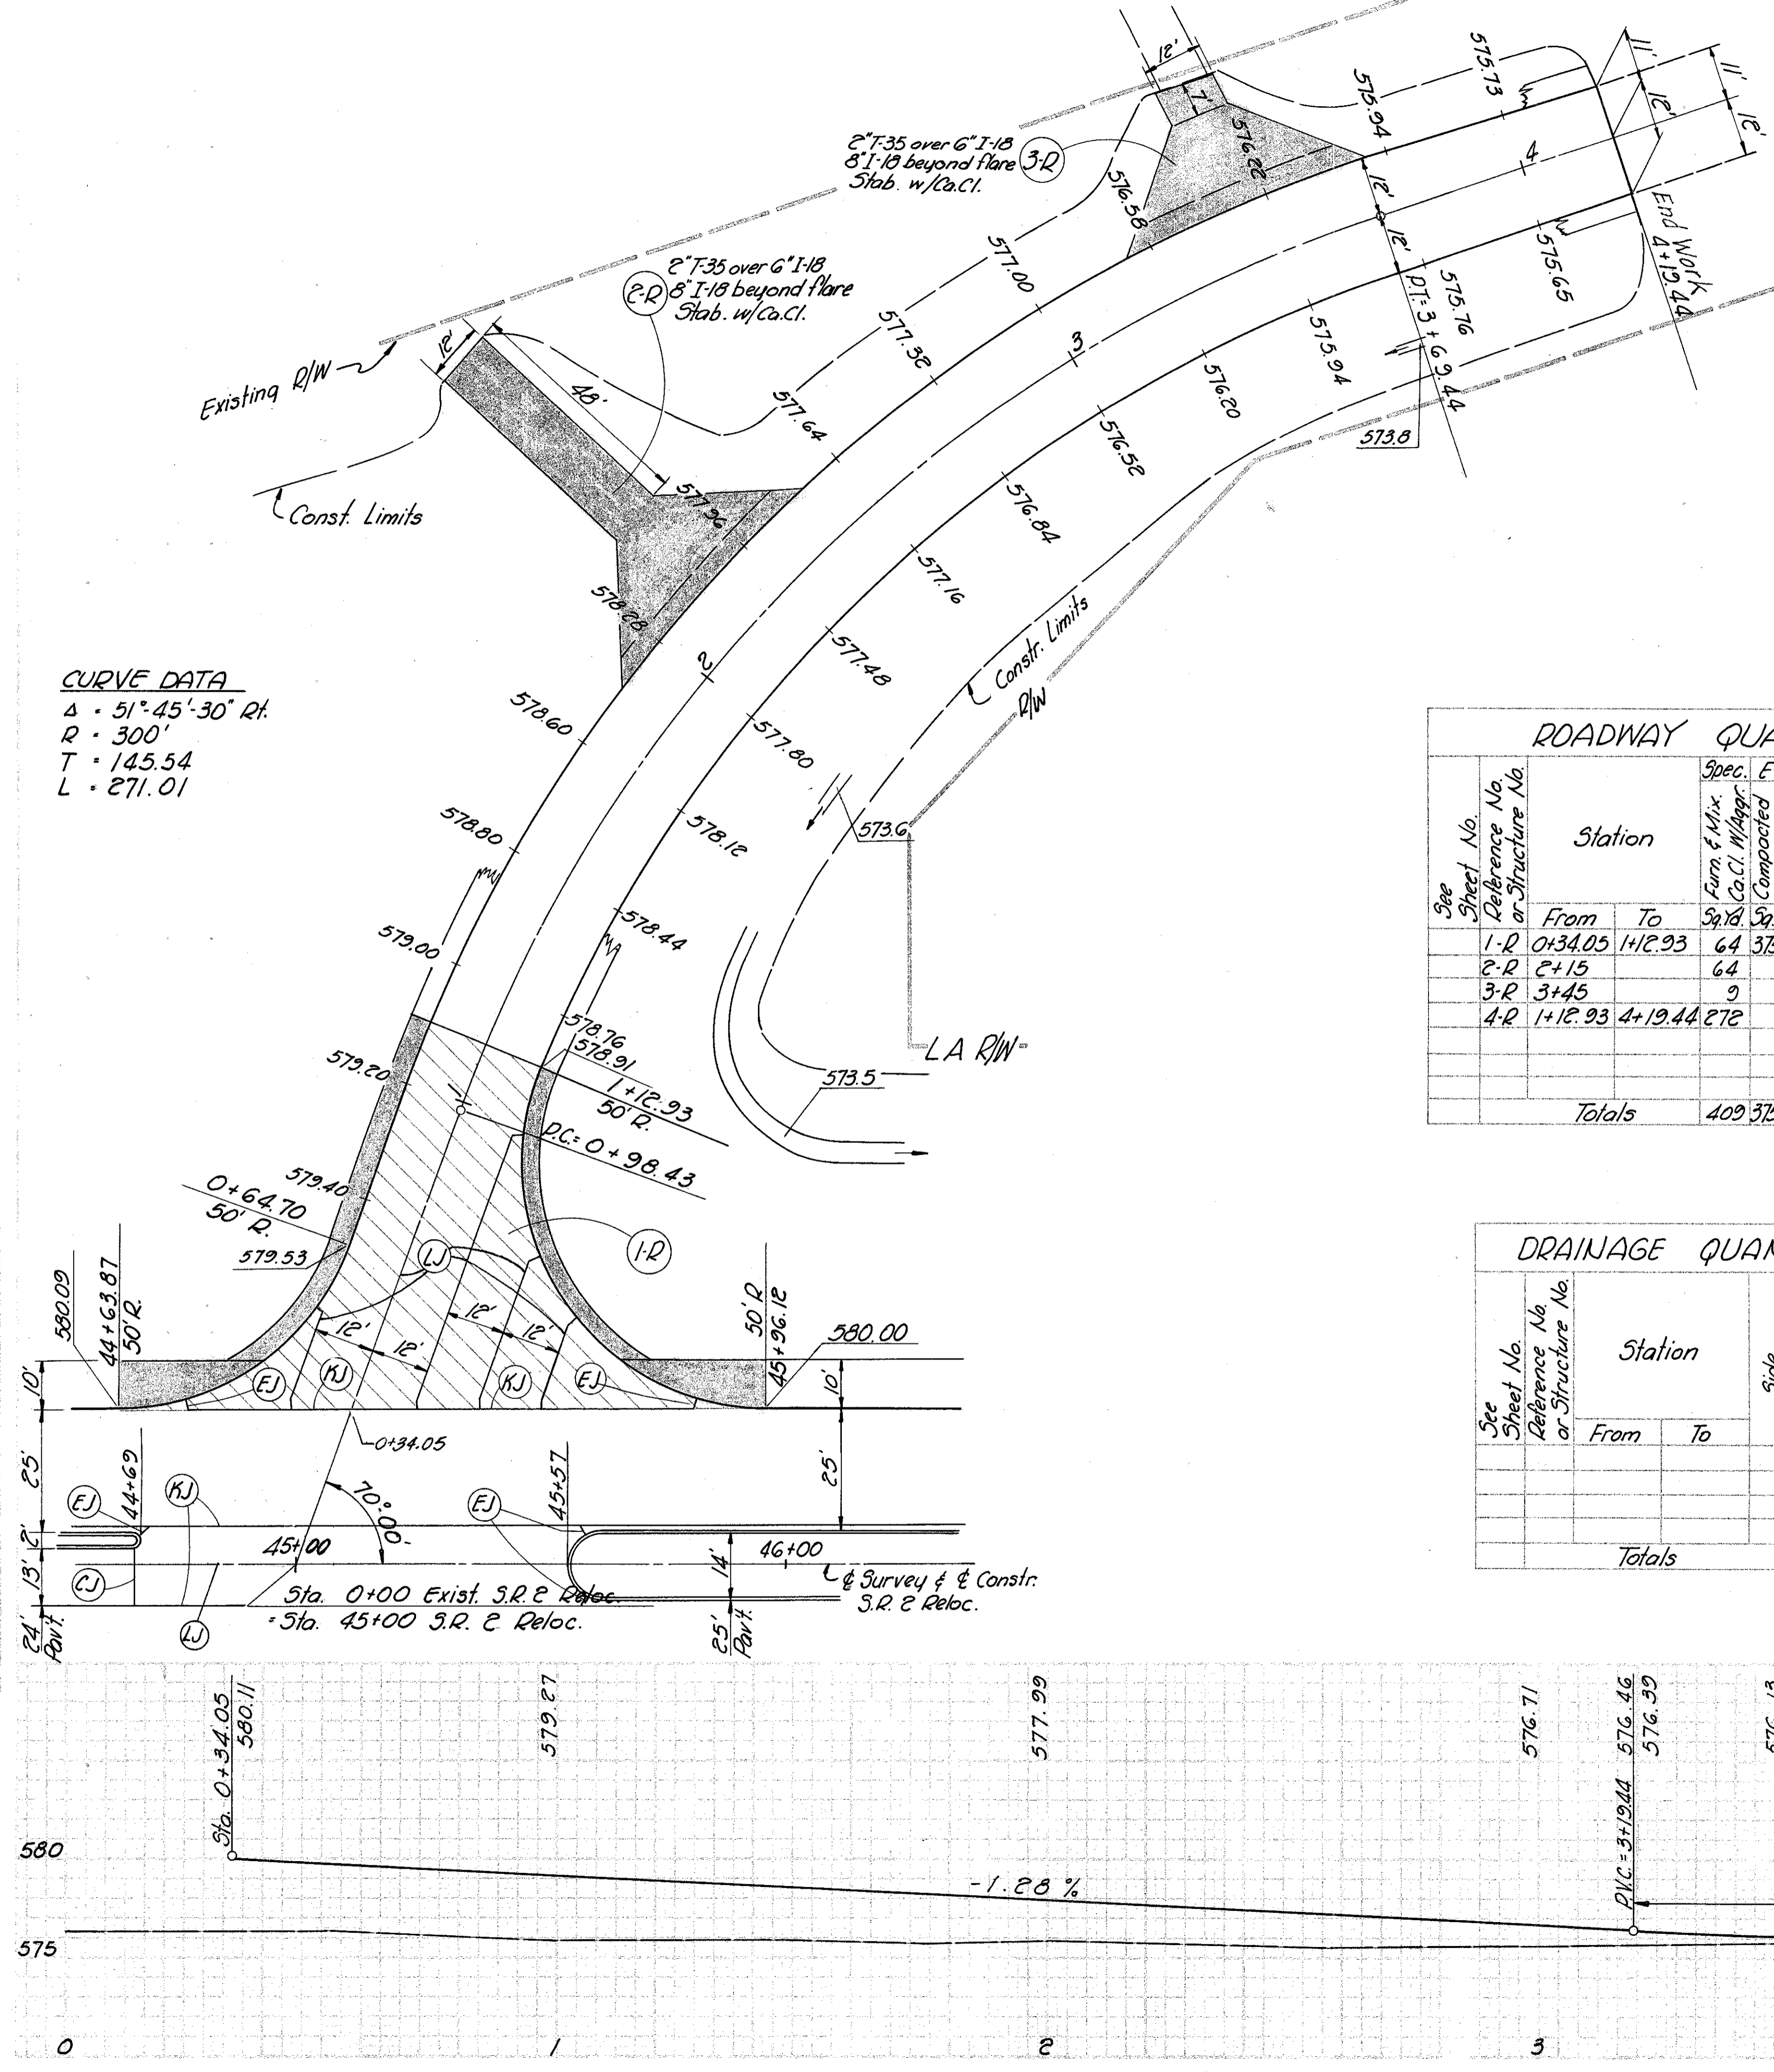 12'
7'
2"T-35 over 6"I-18
8"I-18 beyond flare
Stab. w/Ca.Cl.
3-R
576.58
576.22
575.94
575.73
11'
12'
11'
12'
4
12'
12'
End Work
4+19.44
575.65
575.76
P.T. = 3+69.44
575.94
573.8
576.20
576.52
576.84
577.16
577.48
577.80
578.12
578.44
578.76
578.91
1+12.93
50' R.
P.C. = 0+98.43
577.00
577.32
577.64
3
2"T-35 over 6"I-18
8"I-18 beyond flare
Stab. w/Ca.Cl.
2-R
12'
48'
577.96
578.28
Existing R/W
Const. Limits
2
578.60
578.80
579.00
579.20
579.40
Constr. Limits
R/W
573.6
L A R/W
573.5
CURVE DATA
Δ = 51°-45'-30" Rt.
R = 300'
T = 145.54
L = 271.01
1
0+64.70
50' R.
579.53
LJ
1-R
580.09
44+63.87
50' R.
50' R
45+96.12
580.00
12'
12'
12'
12'
EJ
KJ
KJ
EJ
10'
10'
0+34.05
25'
25'
70°00'
EJ
44+69
KJ
45+57
EJ
2'
13'
CJ
45+00
14'
46+00
℄ Survey & ℄ Constr.
S.R. 2 Reloc.
Sta. 0+00 Exist. S.R. 2 Reloc.
= Sta. 45+00 S.R. 2 Reloc.
24'
Pav't.
LJ
25'
Pav't.
ROADWAY QUA
See
Sheet No.
Reference No.
or Structure No.
Station
Spec. E
Furn. & Mix.
Ca.Cl. W/Aggr.
Compacted
From To Sq.Yd. Sq.
1-R 0+34.05 1+12.93 64 375
2-R 2+15 64
3-R 3+45 9
4-R 1+12.93 4+19.44 272
Totals 409 375
DRAINAGE QUAN
See
Sheet No.
Reference No.
or Structure No.
Station
Side
From To
Totals
Sta. 0+34.05
580.11
579.27
577.99
576.71
P.V.C. = 3+19.44 576.46
576.39
580
-1.28 %
575
0 1 2 3